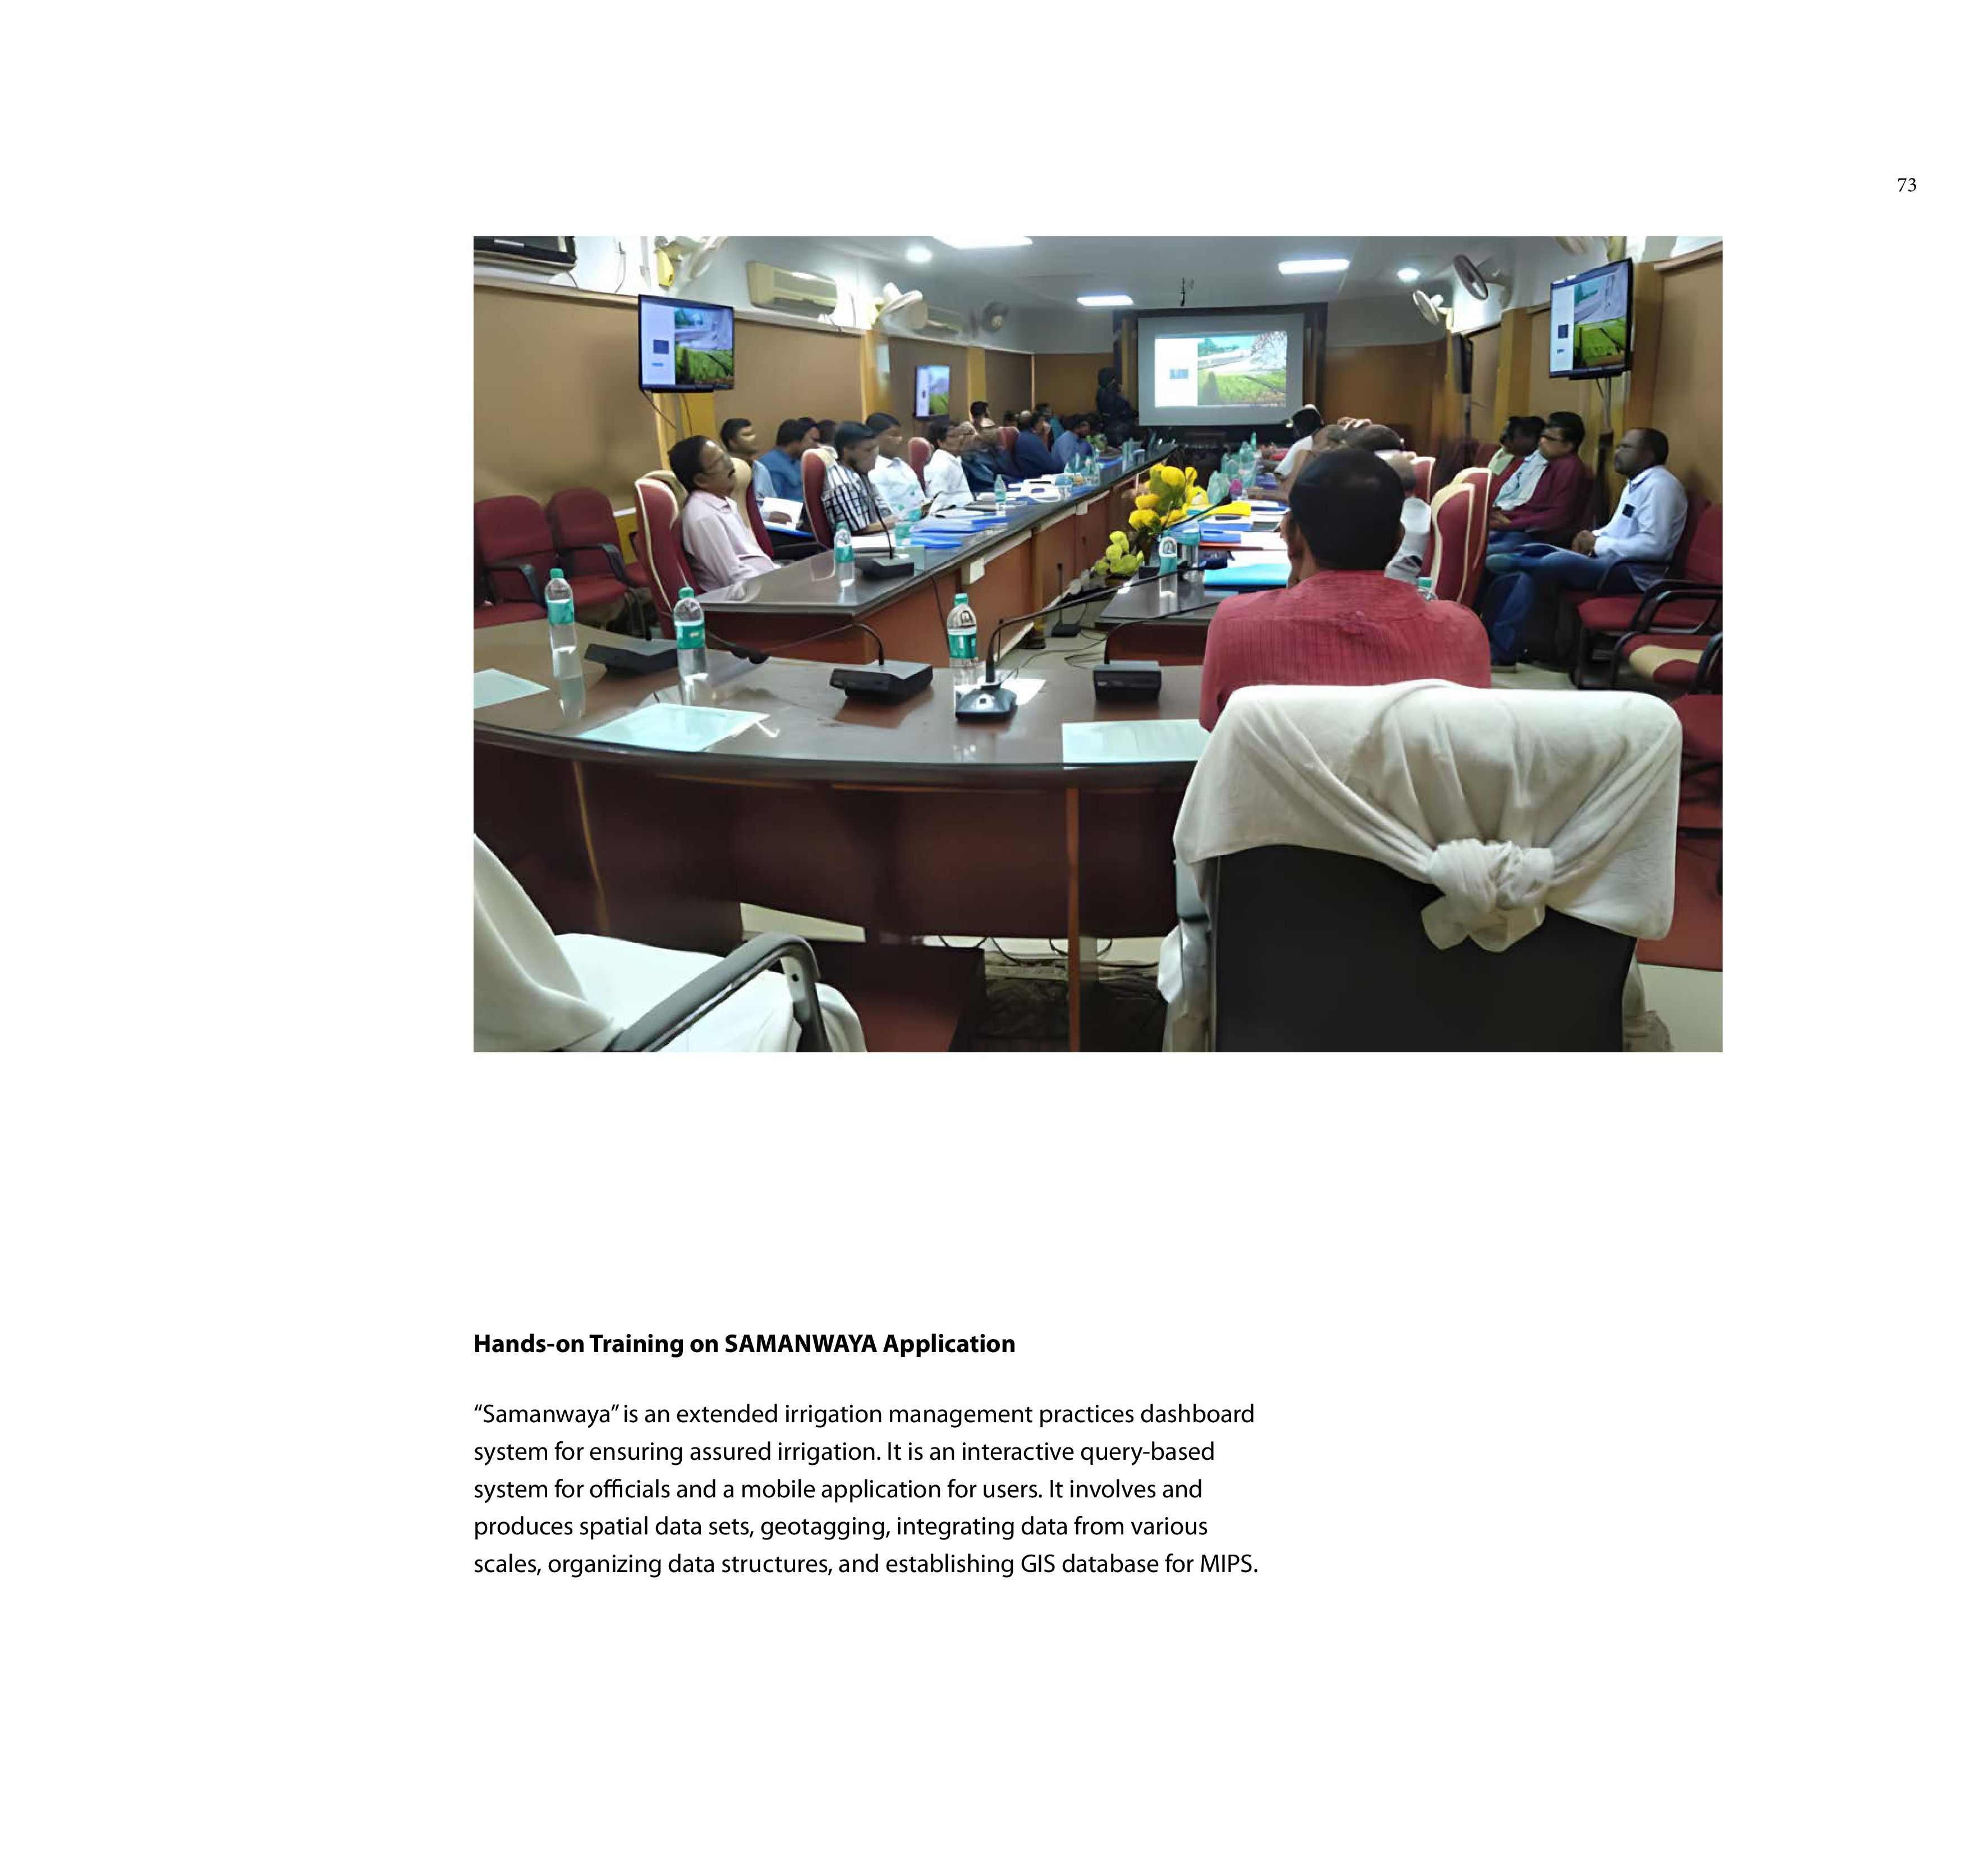 73
Hands-on Training on SAMANWAYA Application
“Samanwaya” is an extended irrigation management practices dashboard
system for ensuring assured irrigation. It is an interactive query-based
system for officials and a mobile application for users. It involves and
produces spatial data sets, geotagging, integrating data from various
scales, organizing data structures, and establishing GIS database for MIPS.